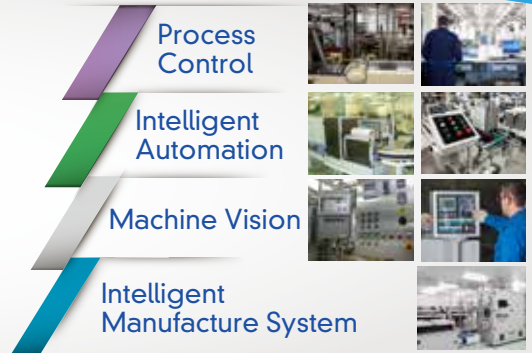 Process
Control
Intelligent
Automation
Machine Vision
Intelligent
Manufacture System